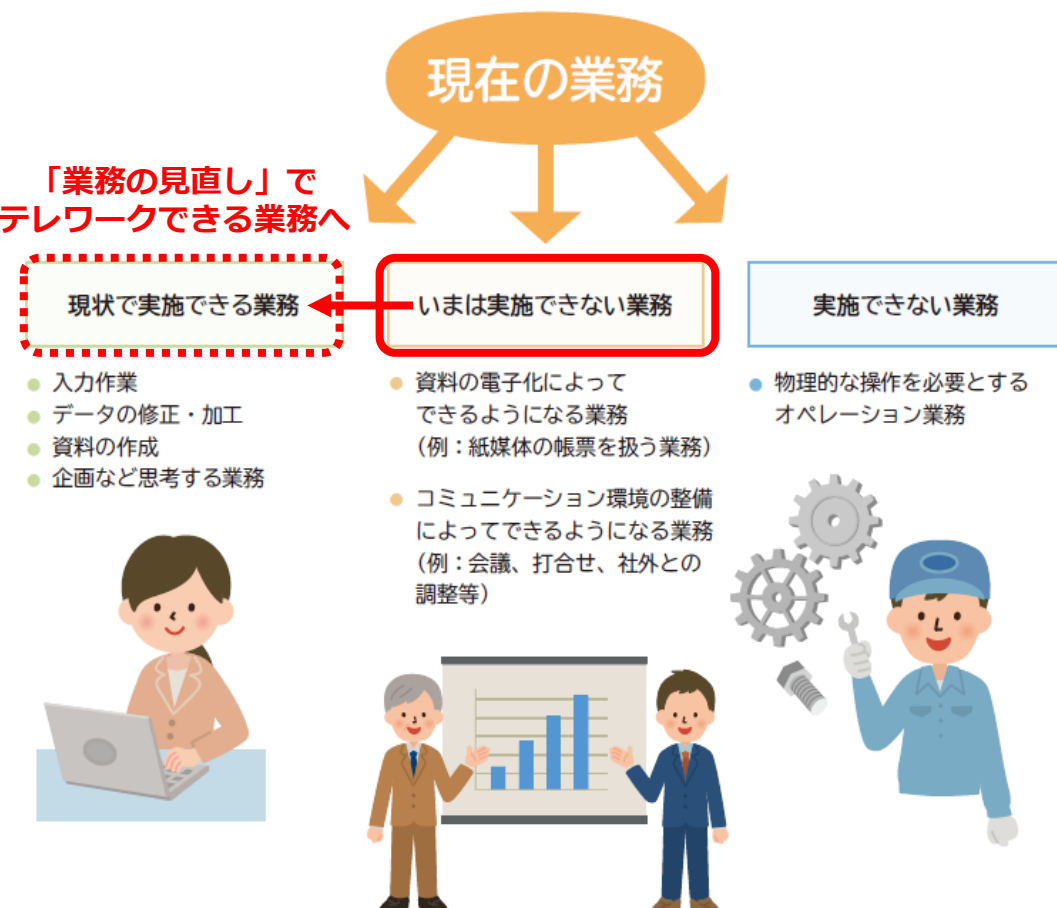 現在の業務
「業務の見直し」で
テレワークできる業務へ
現状で実施できる業務
入力作業
データの修正・加工
資料の作成
企画など思考する業務
いまは実施できない業務
資料の電子化によって
できるようになる業務
（例：紙媒体の帳票を扱う業務）
コミュニケーション環境の整備
によってできるようになる業務
（例：会議、打合せ、社外との
調整等）
実施できない業務
物理的な操作を必要とする
オペレーション業務